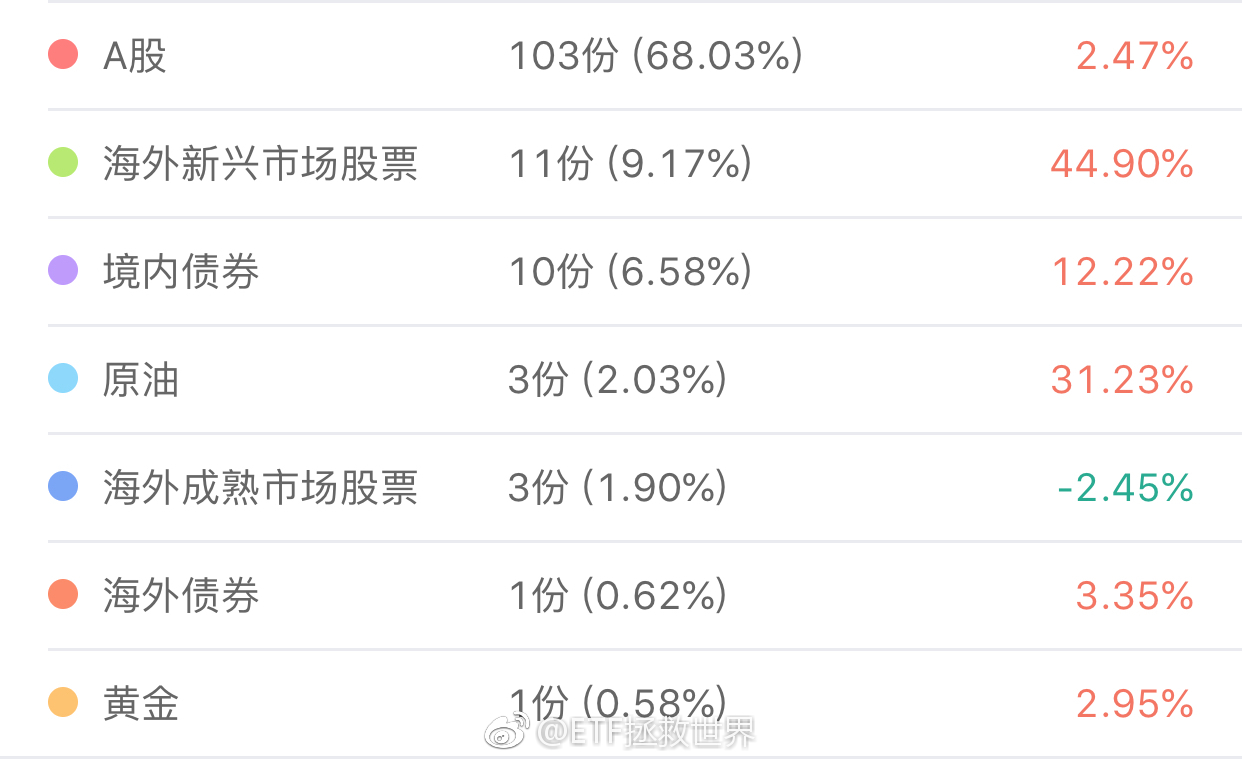 A股 103份 (68.03%) 2.47%
海外新兴市场股票 11份 (9.17%) 44.90%
境内债券 10份 (6.58%) 12.22%
原油 3份 (2.03%) 31.23%
海外成熟市场股票 3份 (1.90%) -2.45%
海外债券 1份 (0.62%) 3.35%
黄金 1份 (0.58%) 2.95%
@ETF拯救世界